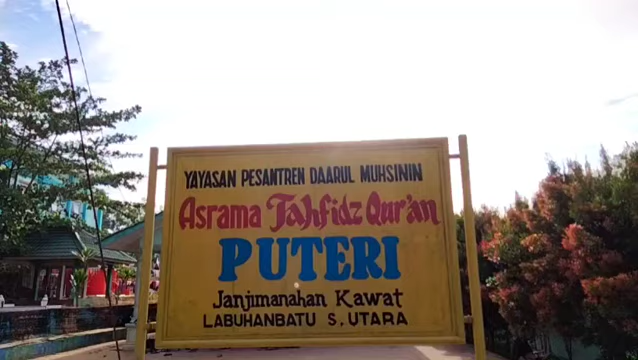 YAYASAN PESANTREN DAARUL MUHSININ
Asrama Tahfidz Qur'an
PUTERI
Janjimanahan Kawat
LABUHANBATU S, UTARA